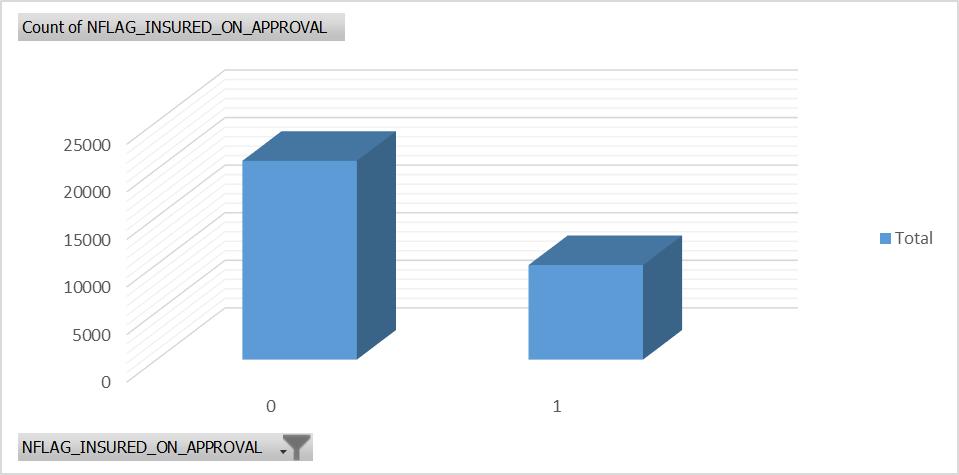 Count of NFLAG_INSURED_ON_APPROVAL
25000
20000
15000
10000
5000
0
0 1
Total
NFLAG_INSURED_ON_APPROVAL